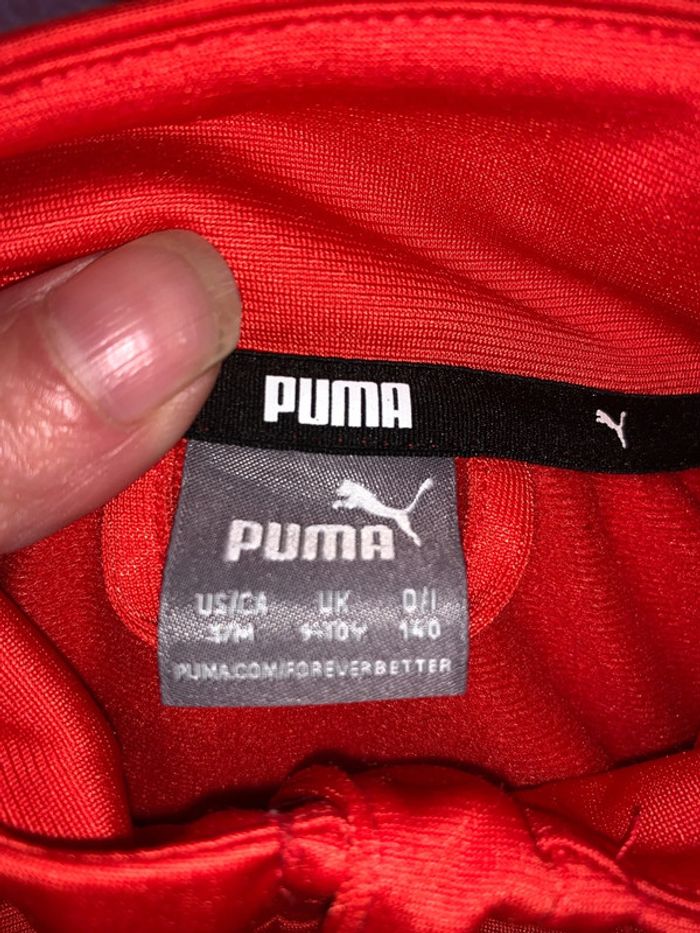 PUMA
PUMA
US/CA UK D/I
S/M 9-10Y 140
PUMA.COM/FOREVERBETTER